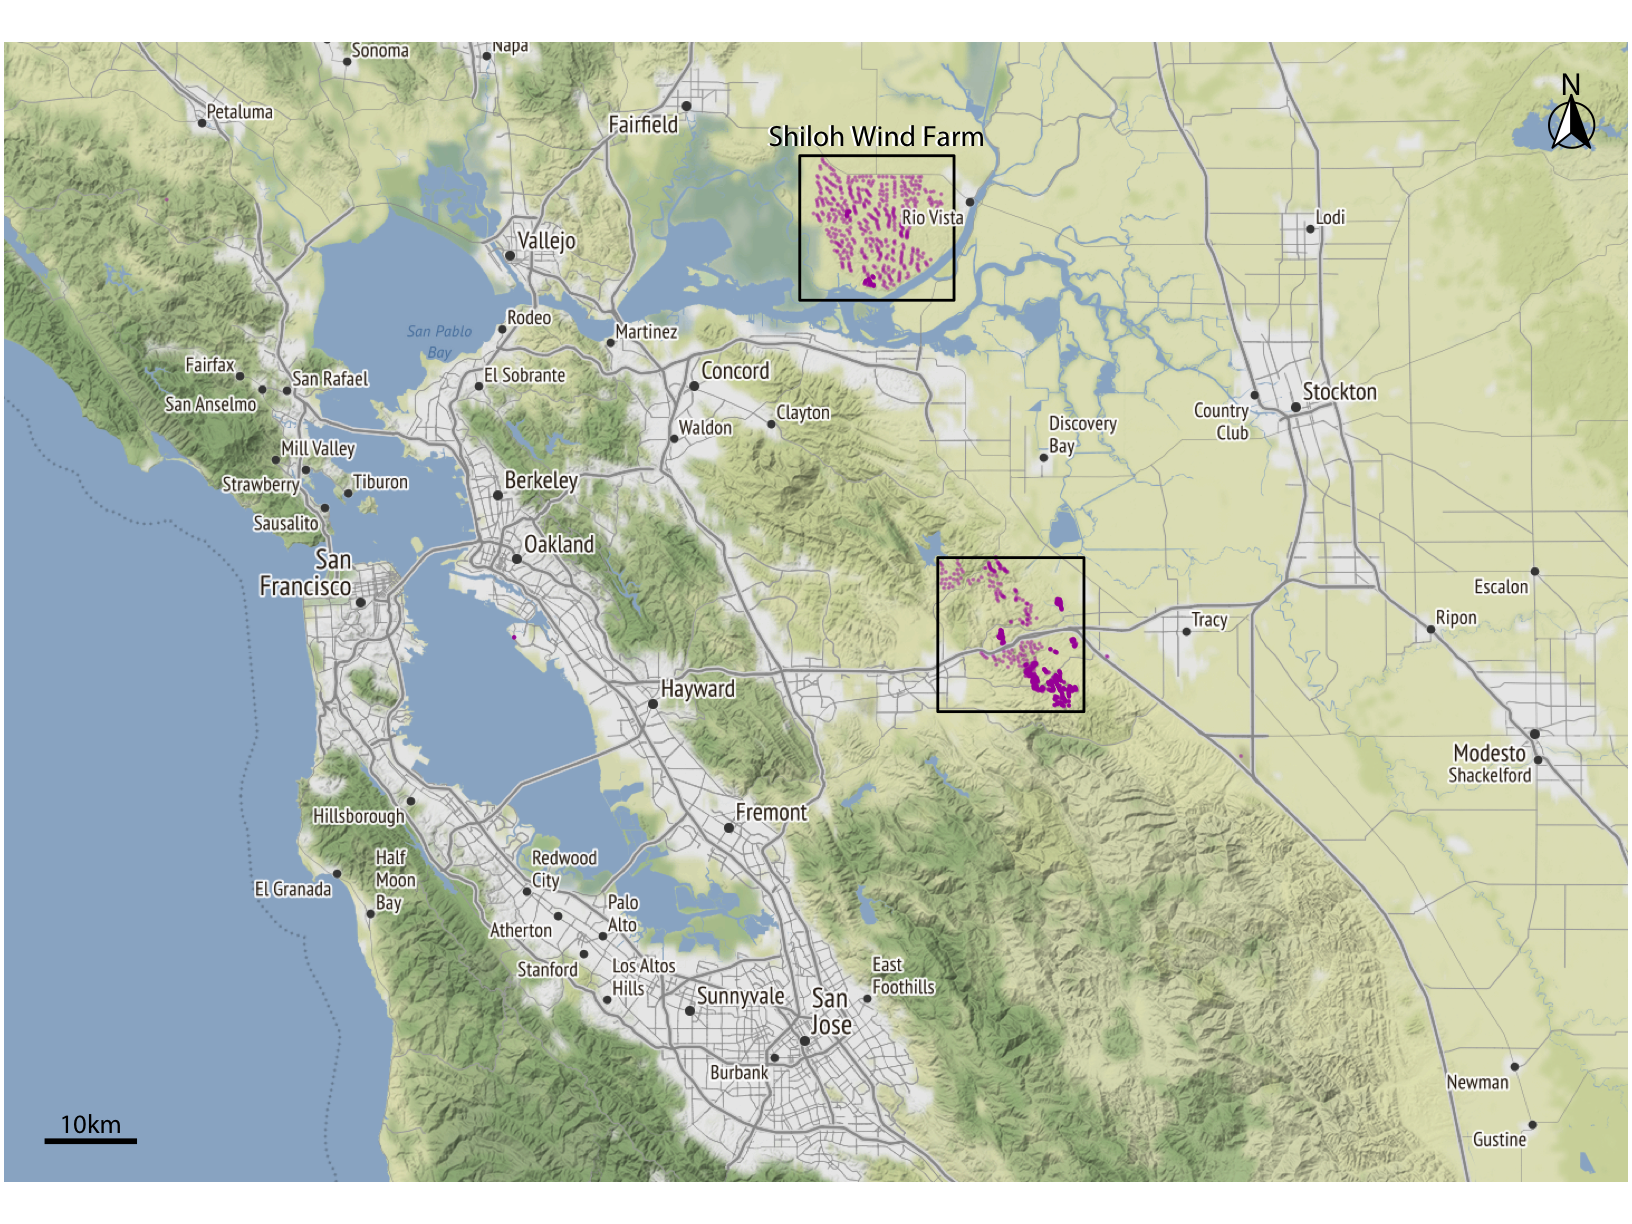 Sonoma
Napa
Petaluma
Fairfield
Shiloh Wind Farm
N
Rio Vista
Lodi
Vallejo
San Pablo
Bay
Rodeo
Martinez
Fairfax
San Rafael
El Sobrante
Concord
San Anselmo
Clayton
Stockton
Country
Club
Waldon
Discovery
Bay
Mill Valley
Strawberry
Tiburon
Berkeley
Sausalito
Oakland
San
Francisco
Escalon
Tracy
Ripon
Hayward
Modesto
Shackelford
Hillsborough
Fremont
Half
Moon
Bay
El Granada
Redwood
City
Atherton
Palo
Alto
Stanford
Los Altos
Hills
Sunnyvale
San
Jose
East
Foothills
Burbank
Newman
Gustine
10km